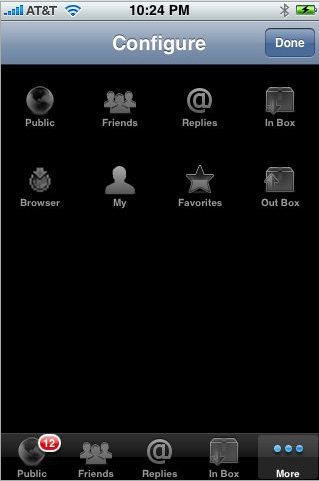 AT&T 10:24 PM
Configure Done
Public Friends Replies In Box
Browser My Favorites Out Box
12
Public Friends Replies In Box More